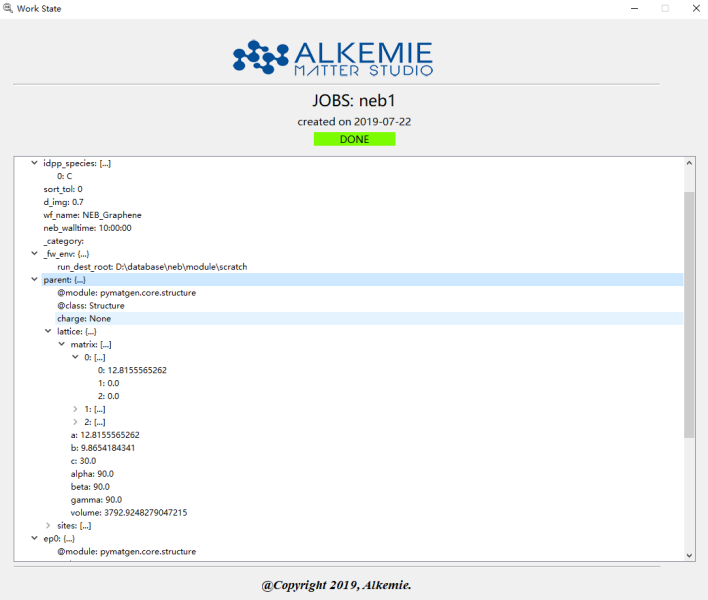 Work State
ALKEMIE
MATTER STUDIO
JOBS: neb1
created on 2019-07-22
DONE
idpp_species: [...]
0: C
sort_tol: 0
d_img: 0.7
wf_name: NEB_Graphene
neb_walltime: 10:00:00
_category:
_fw_env: {...}
run_dest_root: D:\database\neb\module\scratch
parent: {...}
@module: pymatgen.core.structure
@class: Structure
charge: None
lattice: {...}
matrix: [...]
0: [...]
0: 12.8155565262
1: 0.0
2: 0.0
1: [...]
2: [...]
a: 12.8155565262
b: 9.8654184341
c: 30.0
alpha: 90.0
beta: 90.0
gamma: 90.0
volume: 3792.9248279047215
sites: [...]
ep0: {...}
@module: pymatgen.core.structure
@Copyright 2019, Alkemie.